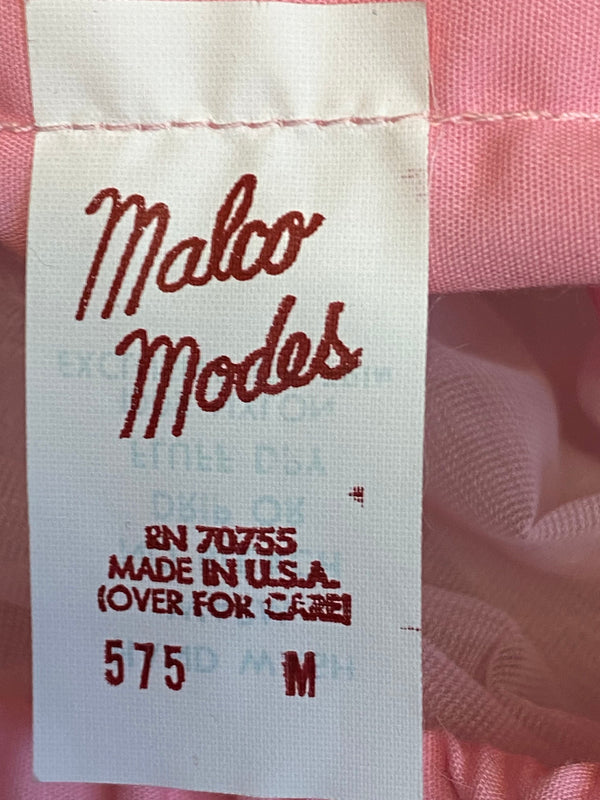 Malco
Modes
RN 70755
MADE IN U.S.A.
(OVER FOR CARE)
575 M